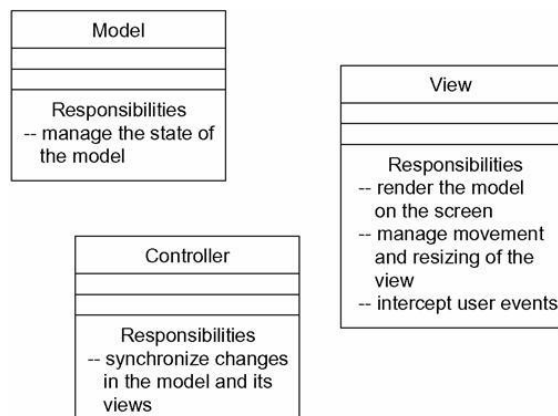 Model
Responsibilities
-- manage the state of
the model
View
Responsibilities
-- render the model
on the screen
-- manage movement
and resizing of the
view
-- intercept user events
Controller
Responsibilities
-- synchronize changes
in the model and its
views